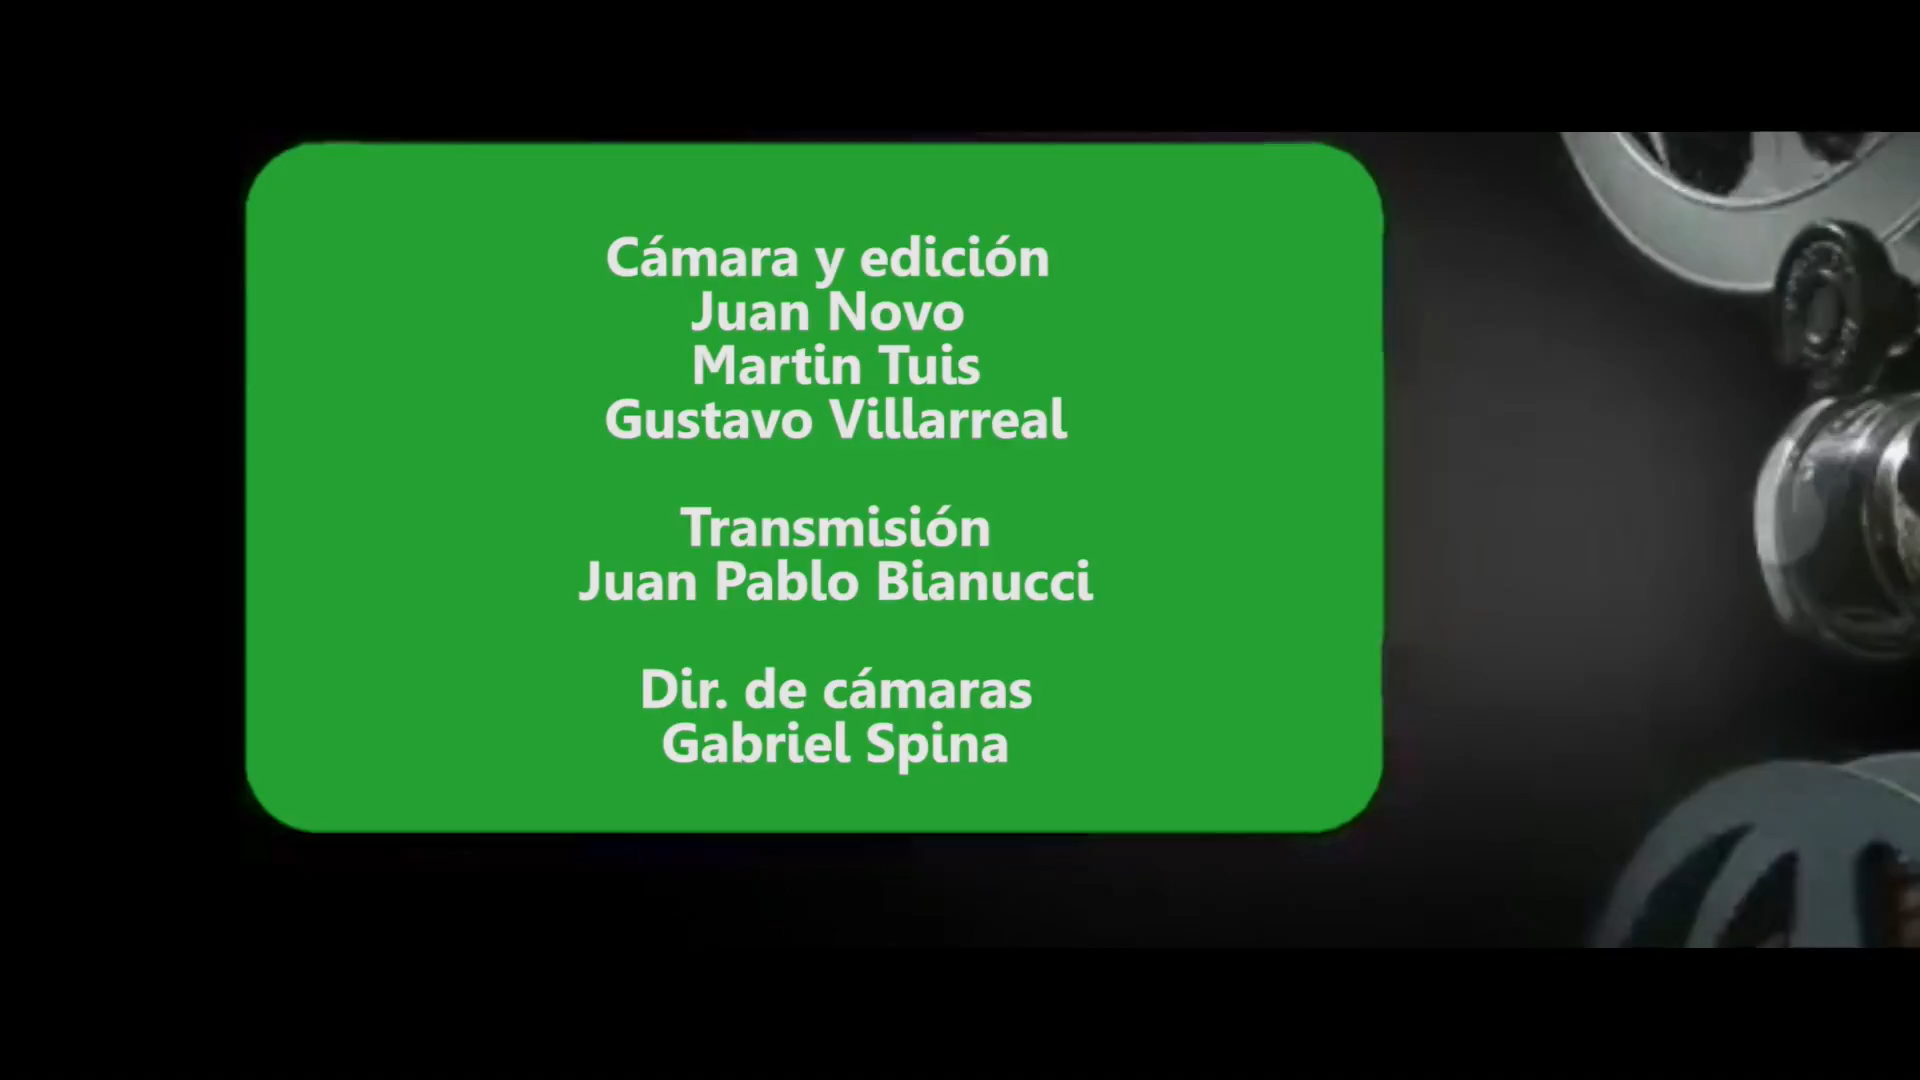 Cámara y edición
Juan Novo
Martin Tuis
Gustavo Villarreal
Transmisión
Juan Pablo Bianucci
Dir. de cámaras
Gabriel Spina